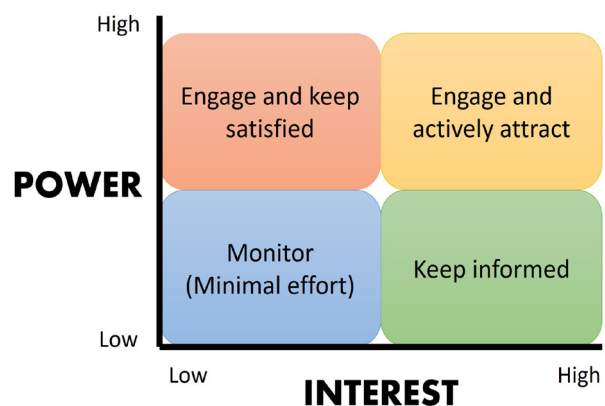 High
Engage and keep
satisfied
Engage and
actively attract
POWER
Monitor
(Minimal effort)
Keep informed
Low
Low
High
INTEREST